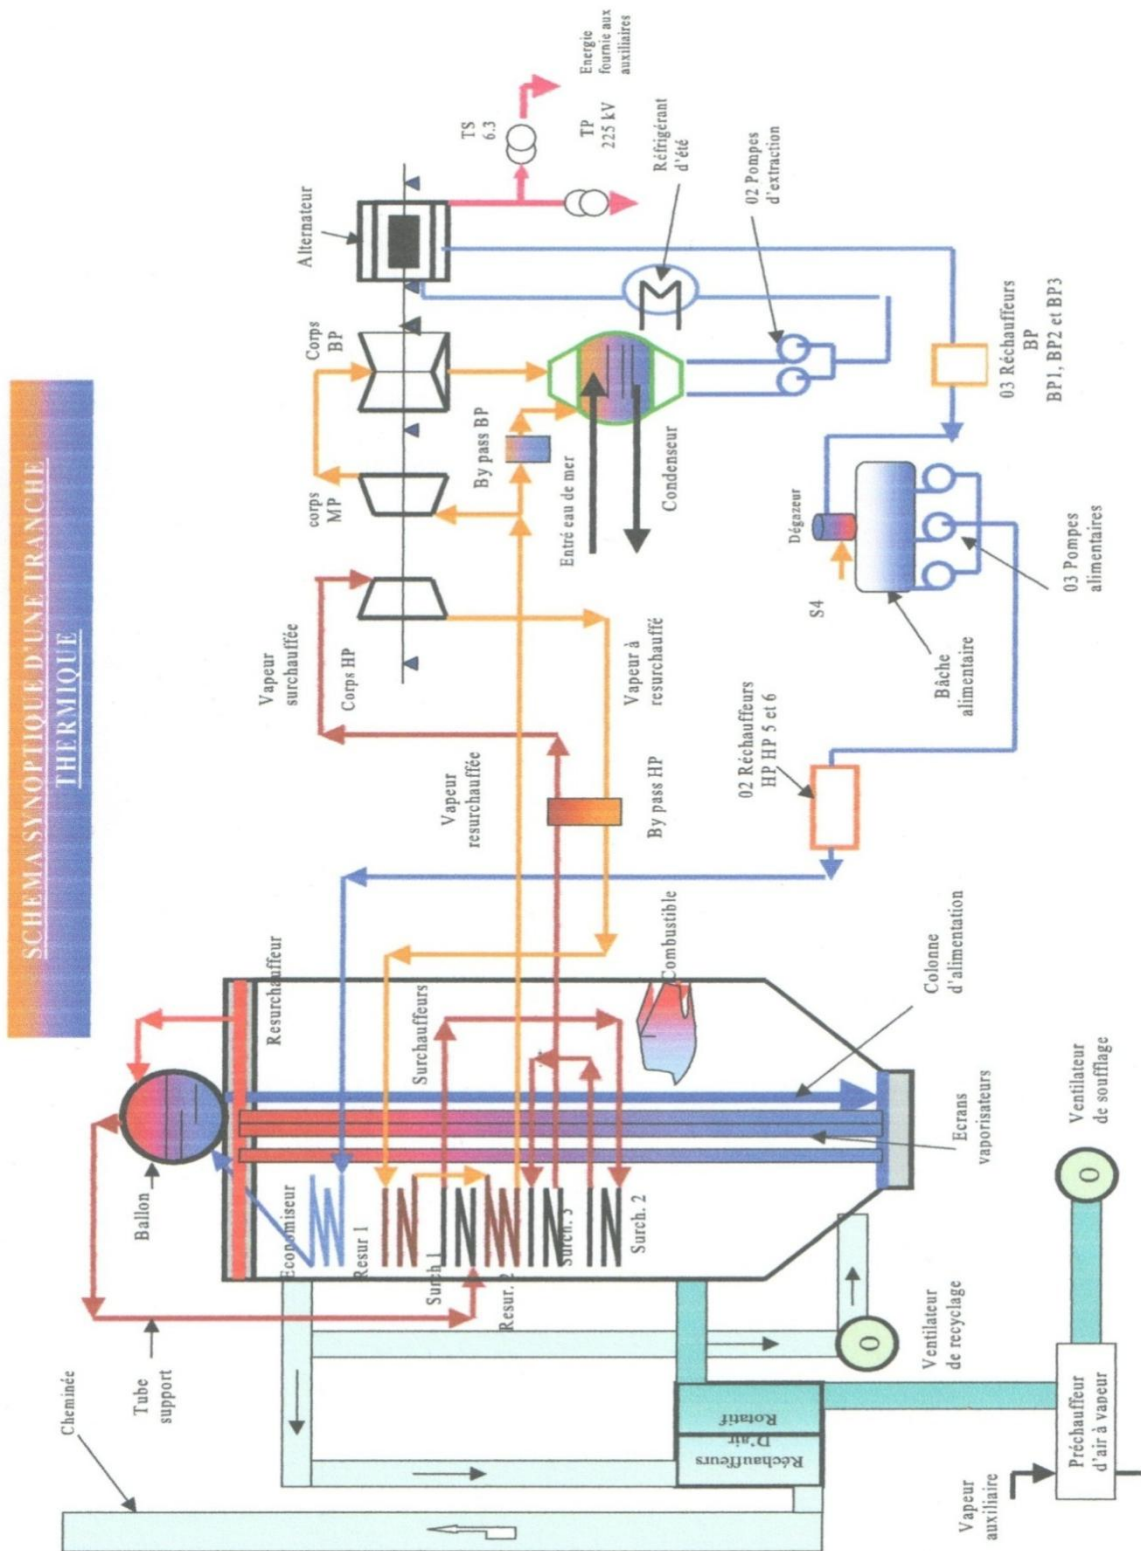 SCHEMA SYNOPTIQUE D'UNE TRANCHE
THERMIQUE
Cheminée
Tube
support
Ballon
Resurchauffeur
Economiseur
Resur 1
Surch 1
Resur. 2
Surch. 3
Surch. 2
Surchauffeurs
Combustible
Colonne
d'alimentation
Ecrans
vaporisateurs
Ventilateur
de recyclage
Ventilateur
de soufflage
Réchauffeurs
D'air
Rotatif
Préchauffeur
d'air à vapeur
Vapeur
auxiliaire
Vapeur
surchauffée
Corps HP
Vapeur
resurchauffée
By pass HP
Vapeur à
resurchauffé
corps
MP
Corps
BP
Alternateur
By pass BP
Entré eau de mer
Condenseur
TS
6.3
TP
225 kV
Energie
fournie aux
auxiliaires
Réfrigérant
d'été
02 Pompes
d'extraction
03 Réchauffeurs
BP
BP1, BP2 et BP3
Dégazeur
S4
Bâche
alimentaire
03 Pompes
alimentaires
02 Réchauffeurs
HP HP 5 et 6
O
O